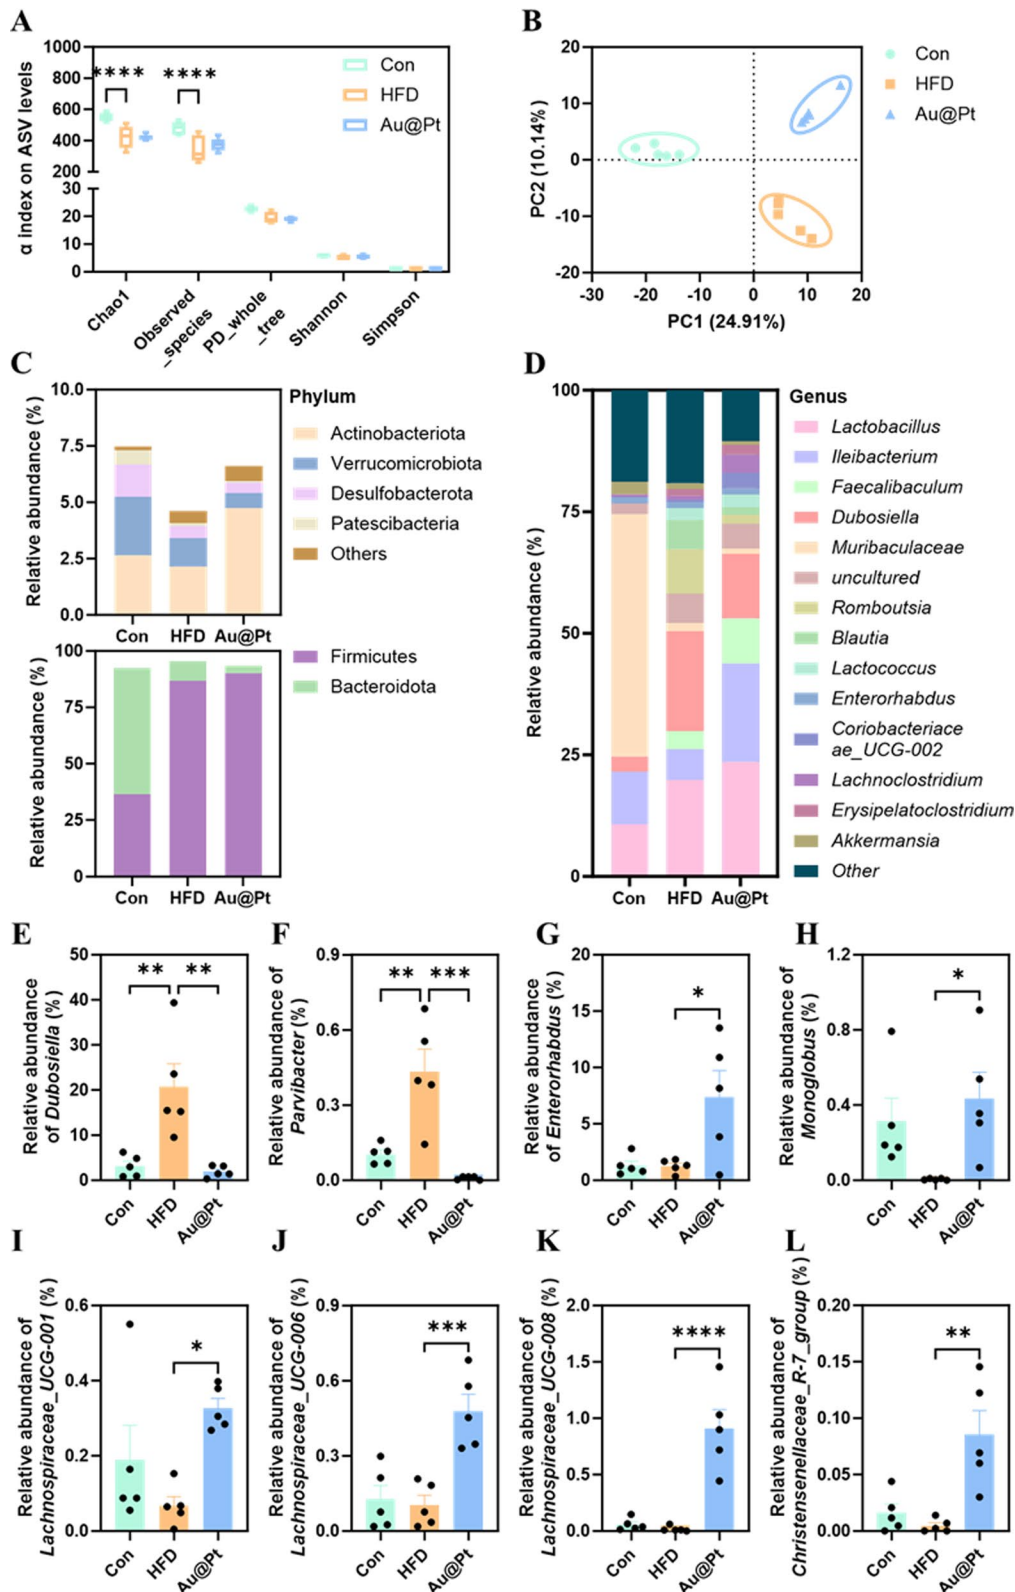 A
α index on ASV levels
1000
800
600
400
200
30
20
10
0
****
****
Con
HFD
Au@Pt
Chao1
Observed
_species
PD_whole
_tree
Shannon
Simpson
B
PC2 (10.14%)
20
10
0
-10
-20
-30
-20
-10
0
10
20
PC1 (24.91%)
Con
HFD
Au@Pt
C
Relative abundance (%)
10.0
7.5
5.0
2.5
0.0
Con
HFD
Au@Pt
Phylum
Actinobacteriota
Verrucomicrobiota
Desulfobacterota
Patescibacteria
Others
Relative abundance (%)
100
75
50
25
0
Con
HFD
Au@Pt
Firmicutes
Bacteroidota
D
Relative abundance (%)
100
75
50
25
0
Con
HFD
Au@Pt
Genus
Lactobacillus
Ileibacterium
Faecalibaculum
Dubosiella
Muribaculaceae
uncultured
Romboutsia
Blautia
Lactococcus
Enterorhabdus
Coriobacteriace
ae_UCG-002
Lachnoclostridium
Erysipelatoclostridium
Akkermansia
Other
E
Relative abundance
of Dubosiella (%)
50
40
30
20
10
0
**
**
Con
HFD
Au@Pt
F
Relative abundance of
Parvibacter (%)
0.9
0.6
0.3
0.0
**
***
Con
HFD
Au@Pt
G
Relative abundance
of Enterorhabdus (%)
20
15
10
5
0
*
Con
HFD
Au@Pt
H
Relative abundance of
Monoglobus (%)
1.2
0.8
0.4
0.0
*
Con
HFD
Au@Pt
I
Relative abundance of
Lachnospiraceae_UCG-001 (%)
0.6
0.4
0.2
0.0
*
Con
HFD
Au@Pt
J
Relative abundance of
Lachnospiraceae_UCG-006 (%)
0.9
0.6
0.3
0.0
***
Con
HFD
Au@Pt
K
Relative abundance of
Lachnospiraceae_UCG-008 (%)
2.0
1.5
1.0
0.5
0.0
****
Con
HFD
Au@Pt
L
Relative abundance of
Christensenellaceae_R-7_group (%)
0.20
0.15
0.10
0.05
0.00
**
Con
HFD
Au@Pt